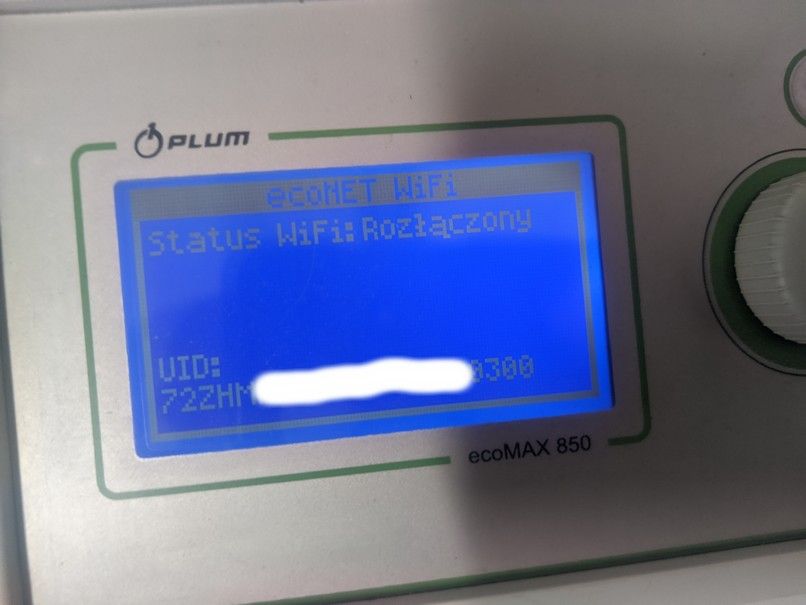 PLUM
ecoNET WiFi
Status WiFi: Rozłączony
UID:
72ZHM 0300
ecoMAX 850